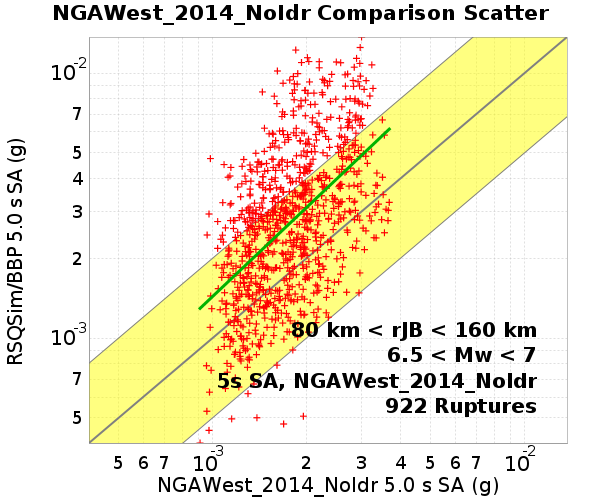 NGAWest_2014_NoIdr Comparison Scatter
RSQSim/BBP 5.0 s SA (g)
10-2
7
5
4
3
2
10-3
7
5
80 km < rJB < 160 km
6.5 < Mw < 7
5s SA, NGAWest_2014_NoIdr
922 Ruptures
5 6 7 10-3 2 3 4 5 6 7 10-2
NGAWest_2014_NoIdr 5.0 s SA (g)